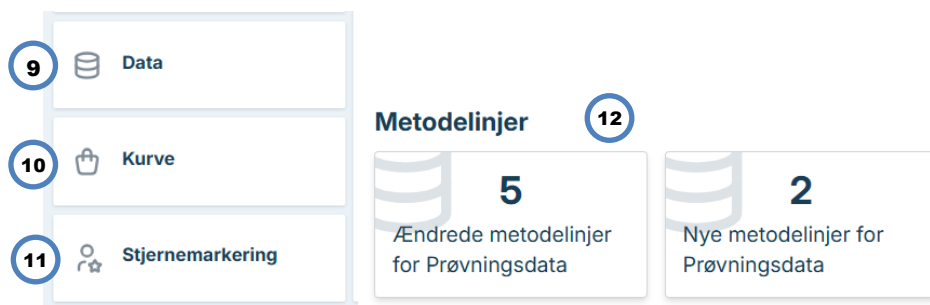 9 Data
10 Kurve
11 Stjernemarkering
Metodelinjer 12
5
Ændrede metodelinjer
for Prøvningsdata
2
Nye metodelinjer for
Prøvningsdata